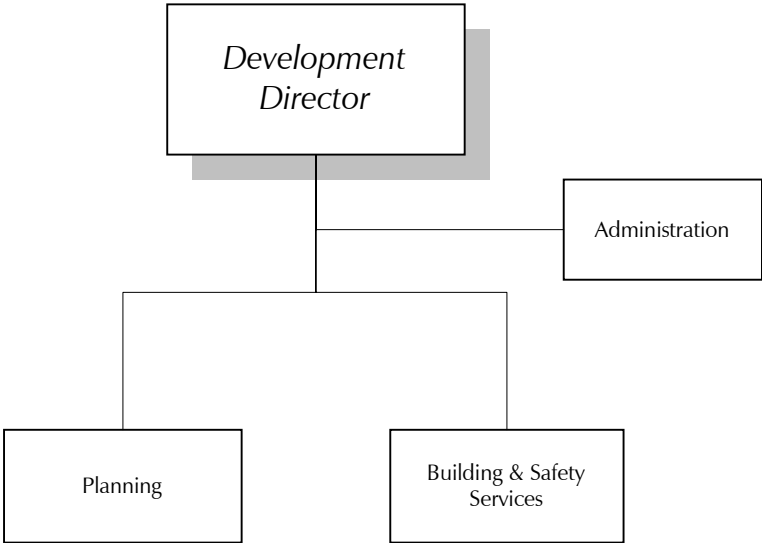 Development
Director
Administration
Planning
Building & Safety
Services